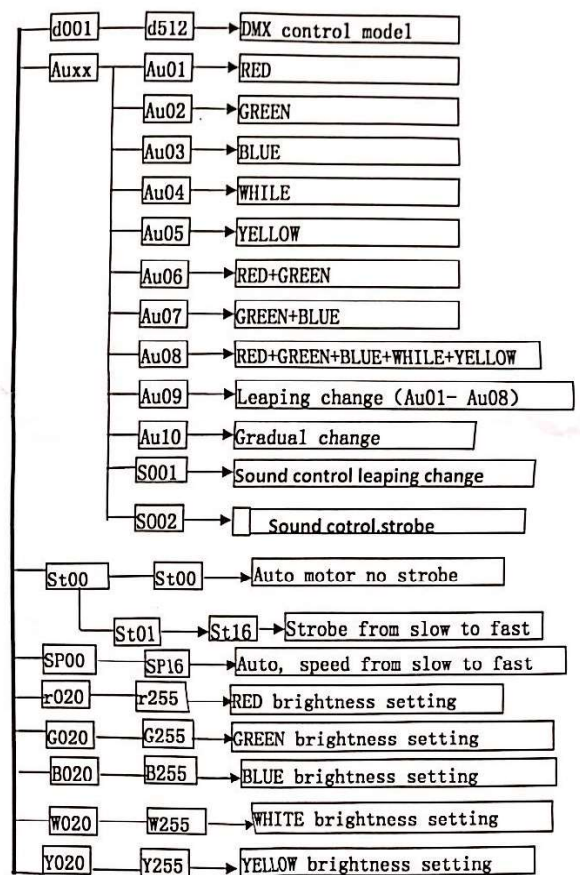 d001 d512 DMX control model
Auxx Au01 RED
Au02 GREEN
Au03 BLUE
Au04 WHILE
Au05 YELLOW
Au06 RED+GREEN
Au07 GREEN+BLUE
Au08 RED+GREEN+BLUE+WHILE+YELLOW
Au09 Leaping change (Au01- Au08)
Au10 Gradual change
S001 Sound control leaping change
S002 Sound cotrol.strobe
St00 St00 Auto motor no strobe
St01 St16 Strobe from slow to fast
SP00 SP16 Auto, speed from slow to fast
r020 r255 RED brightness setting
G020 G255 GREEN brightness setting
B020 B255 BLUE brightness setting
W020 W255 WHITE brightness setting
Y020 Y255 YELLOW brightness setting